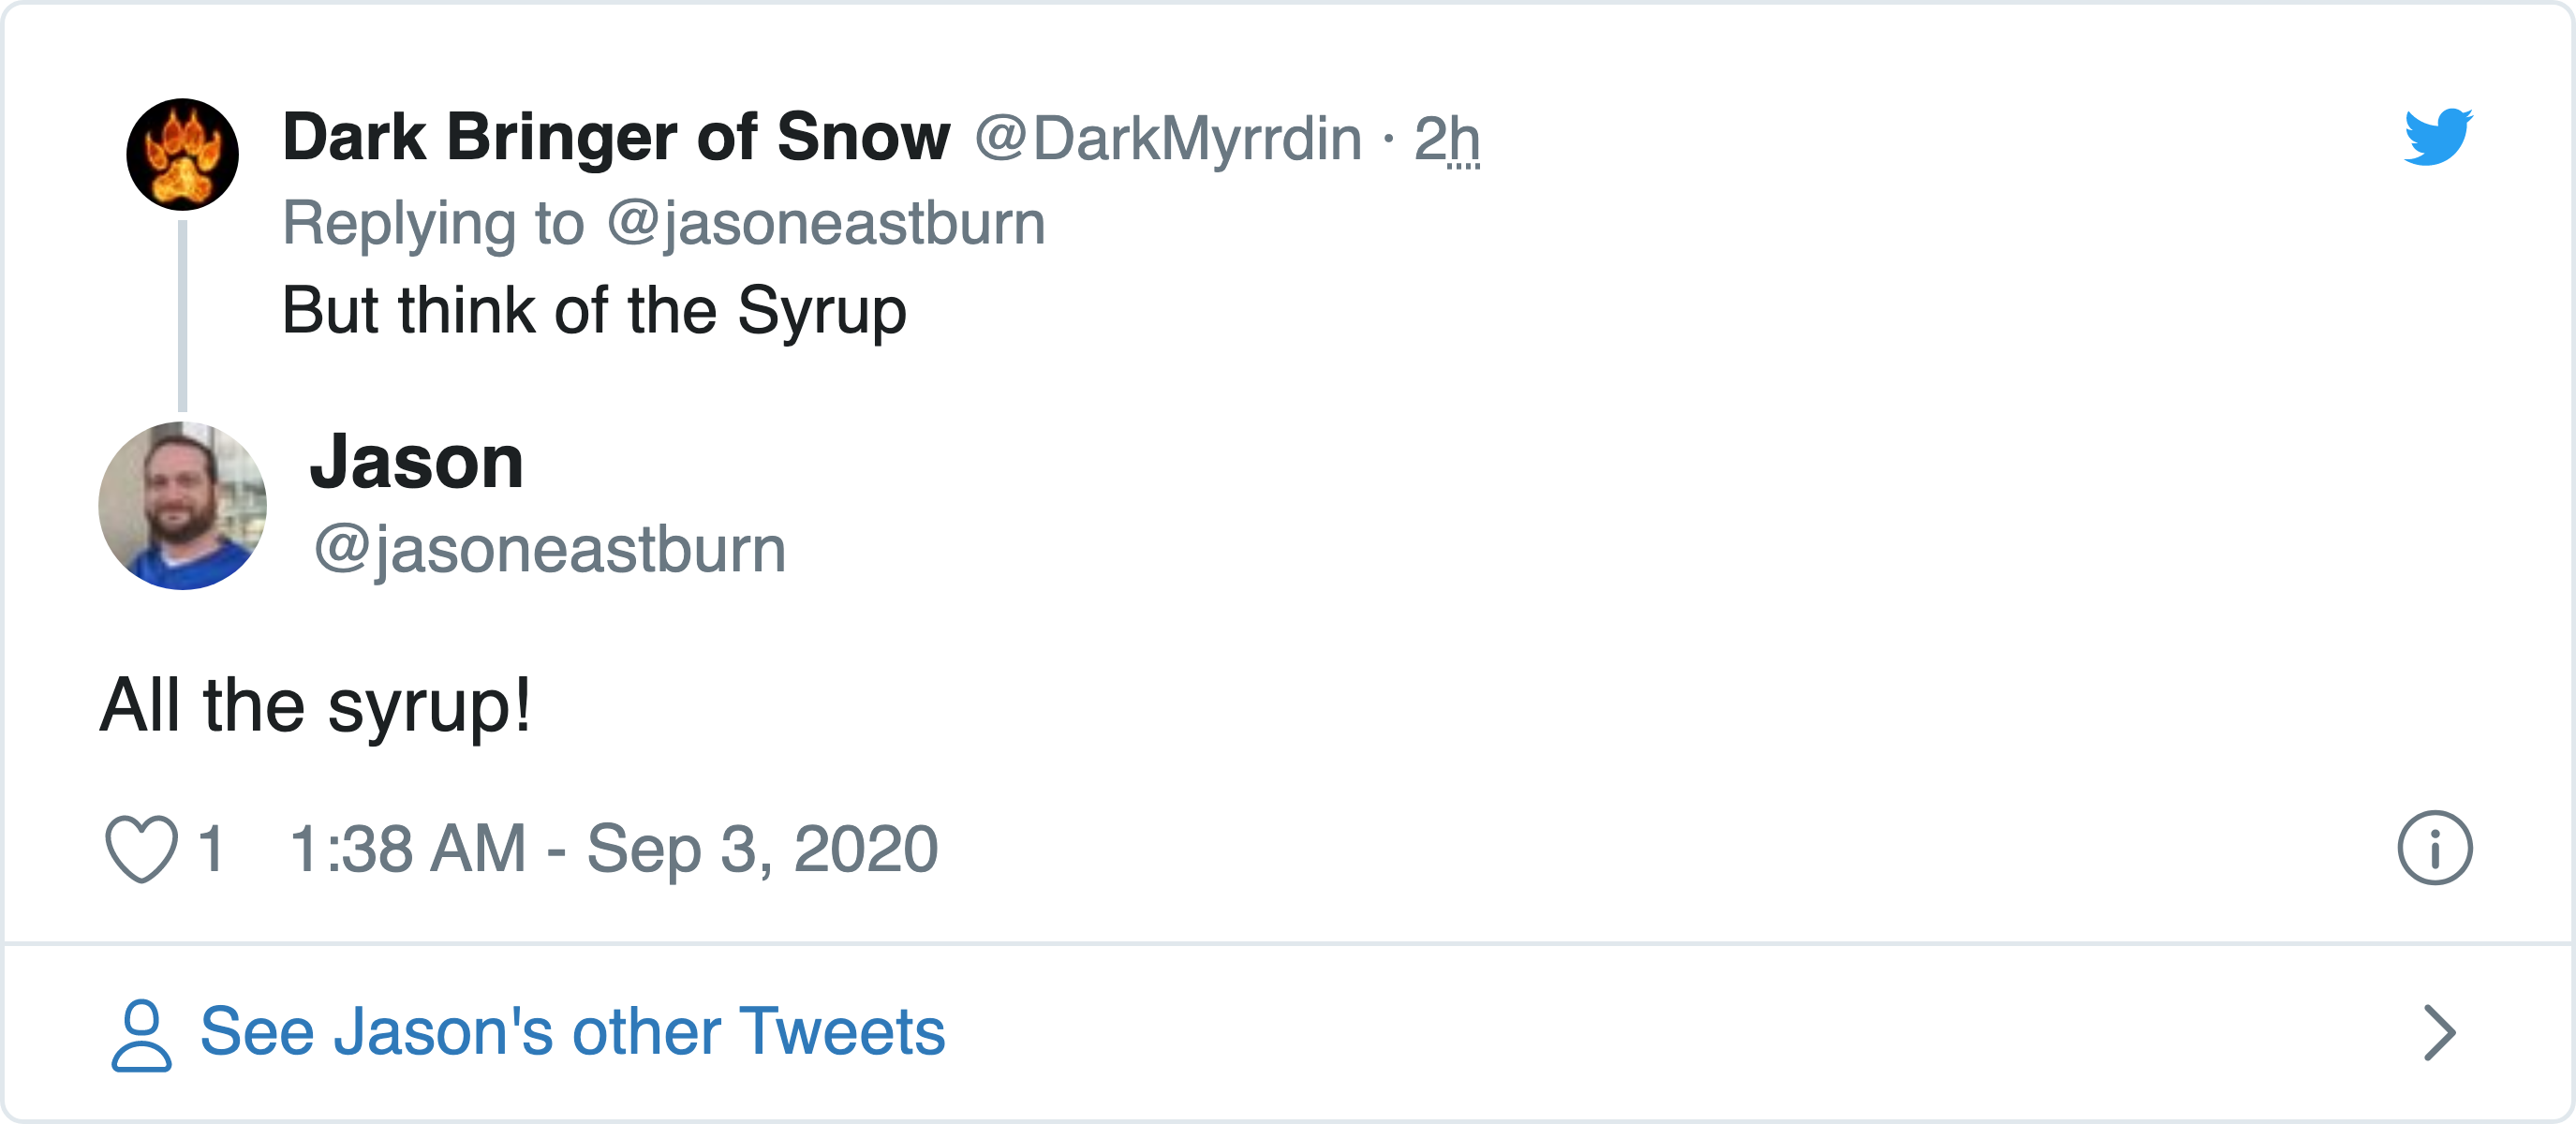 Dark Bringer of Snow @DarkMyrrdin · 2h
Replying to @jasoneastburn
But think of the Syrup
Jason
@jasoneastburn
All the syrup!
1 1:38 AM - Sep 3, 2020
See Jason's other Tweets